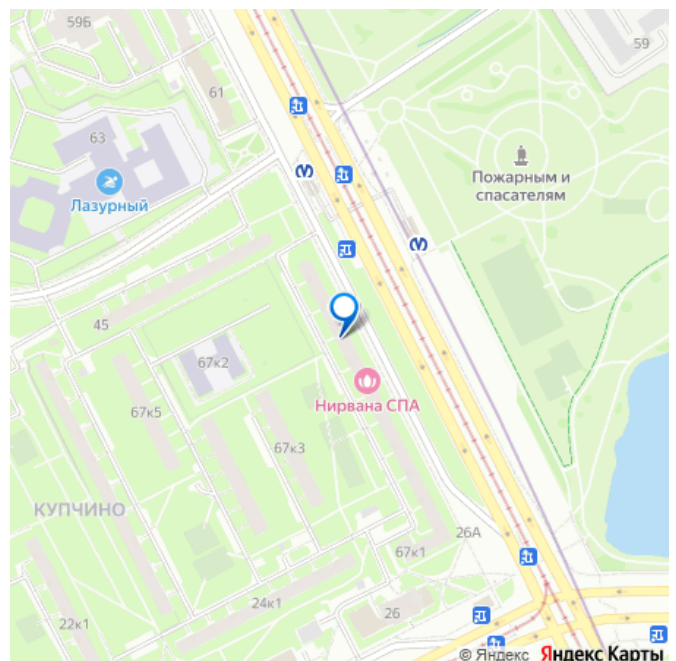 59Б
59
61
63
Пожарным и
спасателям
Лазурный
45
67к2
Нирвана СПА
67к5
67к3
КУПЧИНО
26А
67к1
24к1
26
22к1
© Яндекс Яндекс Карты